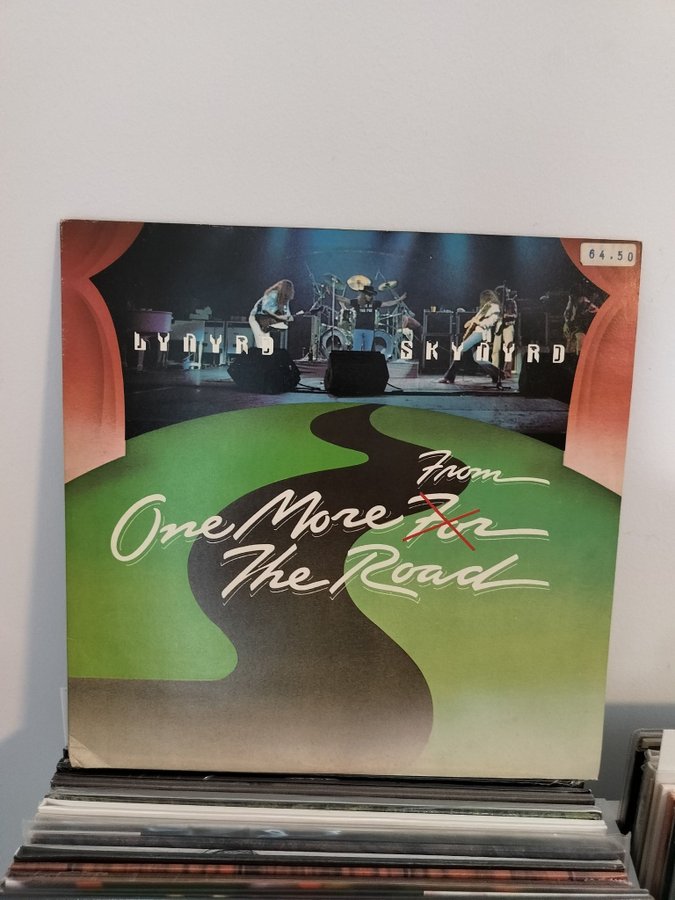 64.50
LYNYRD SKYNYRD
From
One More For
The Road